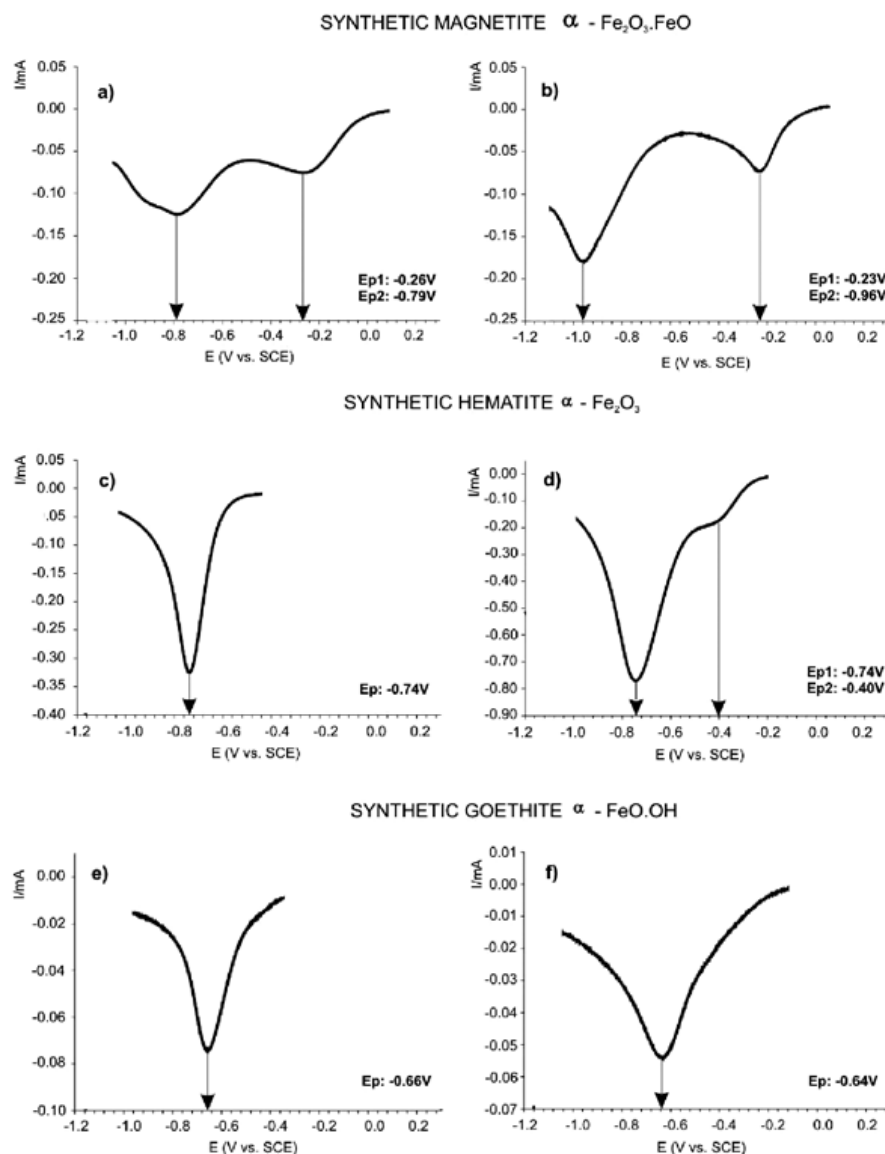 SYNTHETIC MAGNETITE α - Fe₂O₃.FeO
a)
I/mA
0.05
0.00
-0.05
-0.10
-0.15
-0.20
-0.25
Ep1: -0.26V
Ep2: -0.79V
-1.2 -1.0 -0.8 -0.6 -0.4 -0.2 0.0 0.2
E (V vs. SCE)
b)
I/mA
0.05
0.00
-0.05
-0.10
-0.15
-0.20
-0.25
Ep1: -0.23V
Ep2: -0.96V
-1.2 -1.0 -0.8 -0.6 -0.4 -0.2 0.0 0.2
E (V vs. SCE)
SYNTHETIC HEMATITE α - Fe₂O₃
c)
I/mA
0.05
0.00
.05
-0.10
-0.15
-0.20
-0.25
-0.30
-0.35
-0.40
Ep: -0.74V
-1.2 -1.0 -0.8 -0.6 -0.4 -0.2 0.0 0.2
E (V vs. SCE)
d)
I/mA
0.00
-0.10
-0.20
-0.30
-0.40
-0.50
-0.60
-0.70
-0.80
-0.90
Ep1: -0.74V
Ep2: -0.40V
-1.2 -1.0 -0.8 -0.6 -0.4 -0.2 0.0 0.2
E (V vs. SCE)
SYNTHETIC GOETHITE α - FeO.OH
e)
I/mA
0.00
-0.02
-0.04
-0.06
-0.08
-0.10
Ep: -0.66V
-1.2 -1.0 -0.8 -0.6 -0.4 -0.2 0.0 0.2
E (V vs. SCE)
f)
I/mA
0.01
0.00
-0.01
-0.02
-0.03
-0.04
-0.05
-0.06
-0.07
Ep: -0.64V
-1.2 -1.0 -0.8 -0.6 -0.4 -0.2 0.0 0.2
E (V vs. SCE)